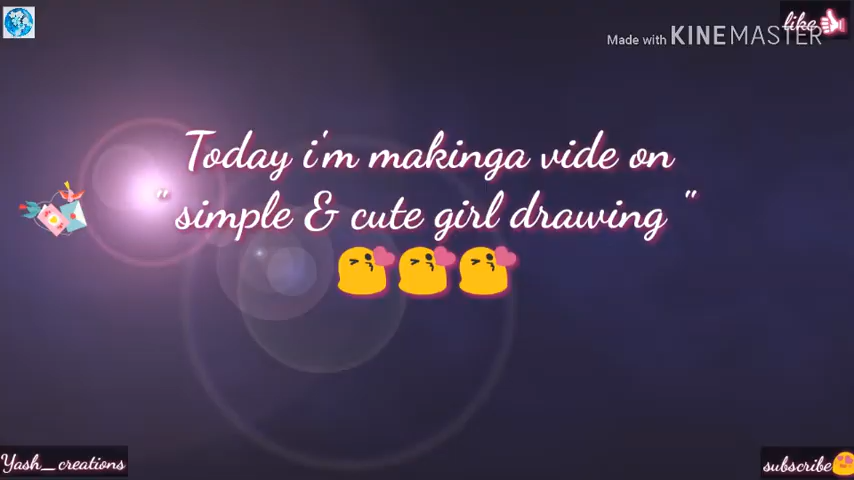 like
Made with KINEMASTER
Today i'm makinga vide on
" simple & cute girl drawing "
Yash_creations
subscribe